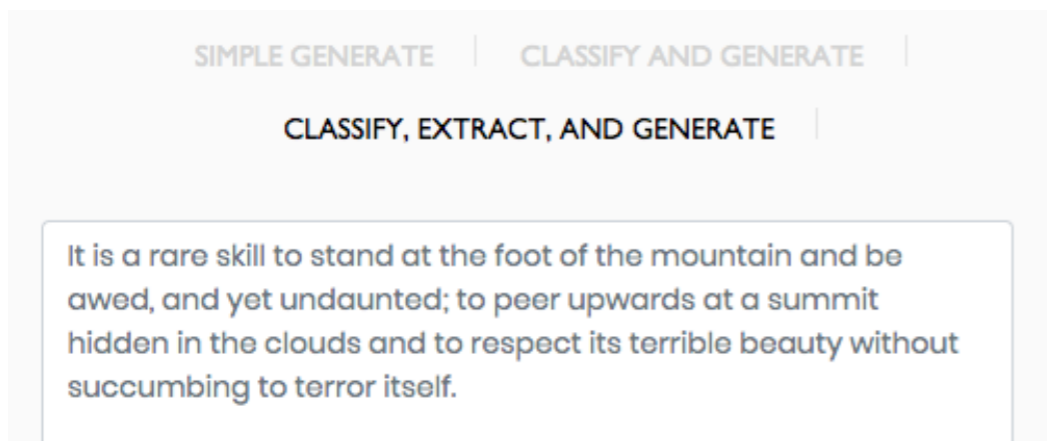 SIMPLE GENERATE CLASSIFY AND GENERATE
CLASSIFY, EXTRACT, AND GENERATE
It is a rare skill to stand at the foot of the mountain and be
awed, and yet undaunted; to peer upwards at a summit
hidden in the clouds and to respect its terrible beauty without
succumbing to terror itself.